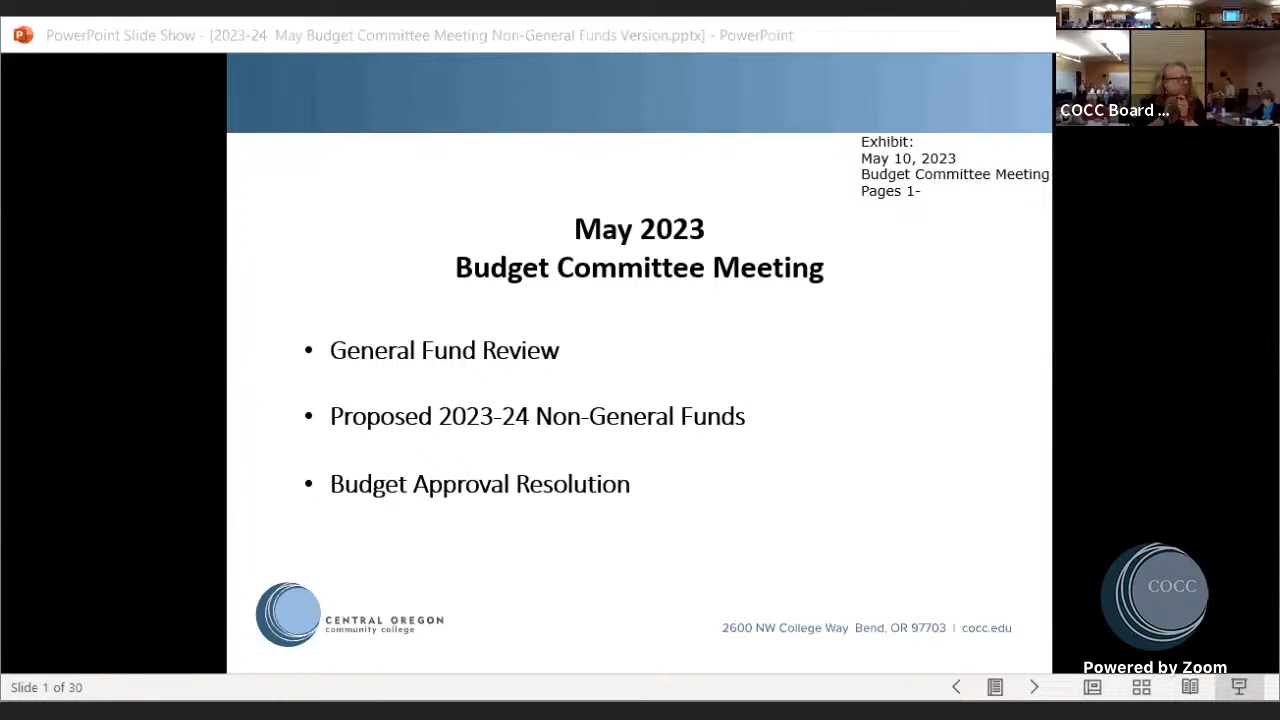 PowerPoint Slide Show - [2023-24  May Budget Committee Meeting Non-General Funds Version.pptx] - PowerPoint
COCC Board ...
Exhibit:
May 10, 2023
Budget Committee Meeting
Pages 1-
May 2023
Budget Committee Meeting
• General Fund Review
• Proposed 2023-24 Non-General Funds
• Budget Approval Resolution
CENTRAL OREGON
community college
2600 NW College Way  Bend, OR 97703 | cocc.edu
COCC
Powered by Zoom
Slide 1 of 30